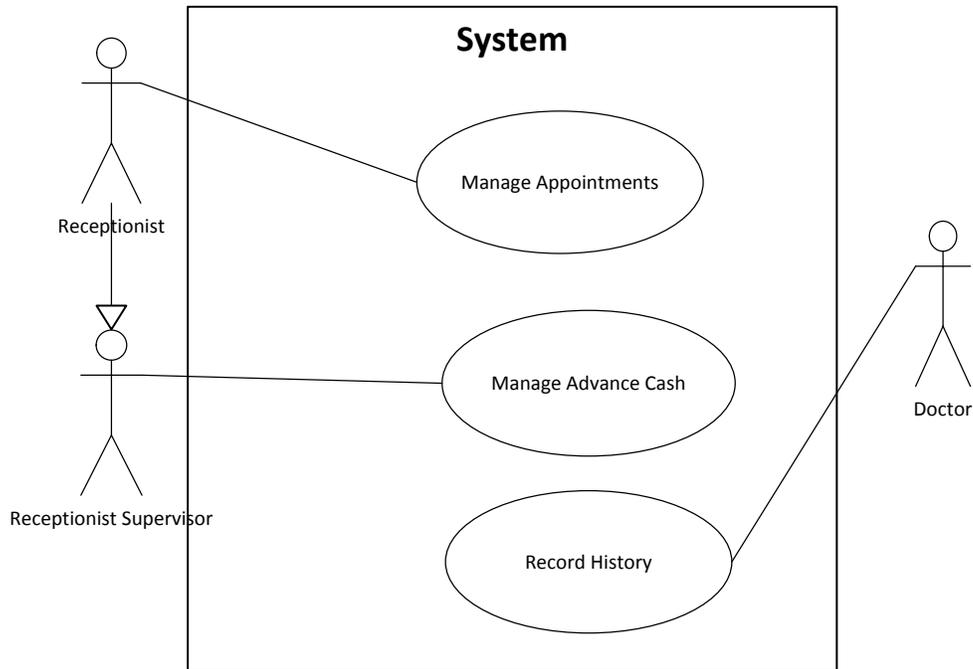 System
Manage Appointments
Receptionist
Manage Advance Cash
Doctor
Receptionist Supervisor
Record History